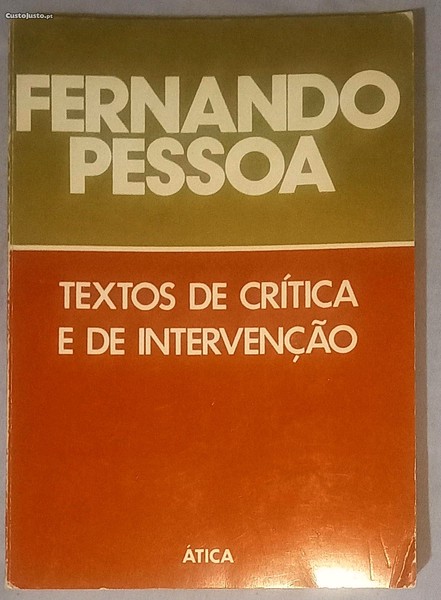 CustoJusto.pt
FERNANDO
PESSOA
TEXTOS DE CRÍTICA
E DE INTERVENÇÃO
ÁTICA